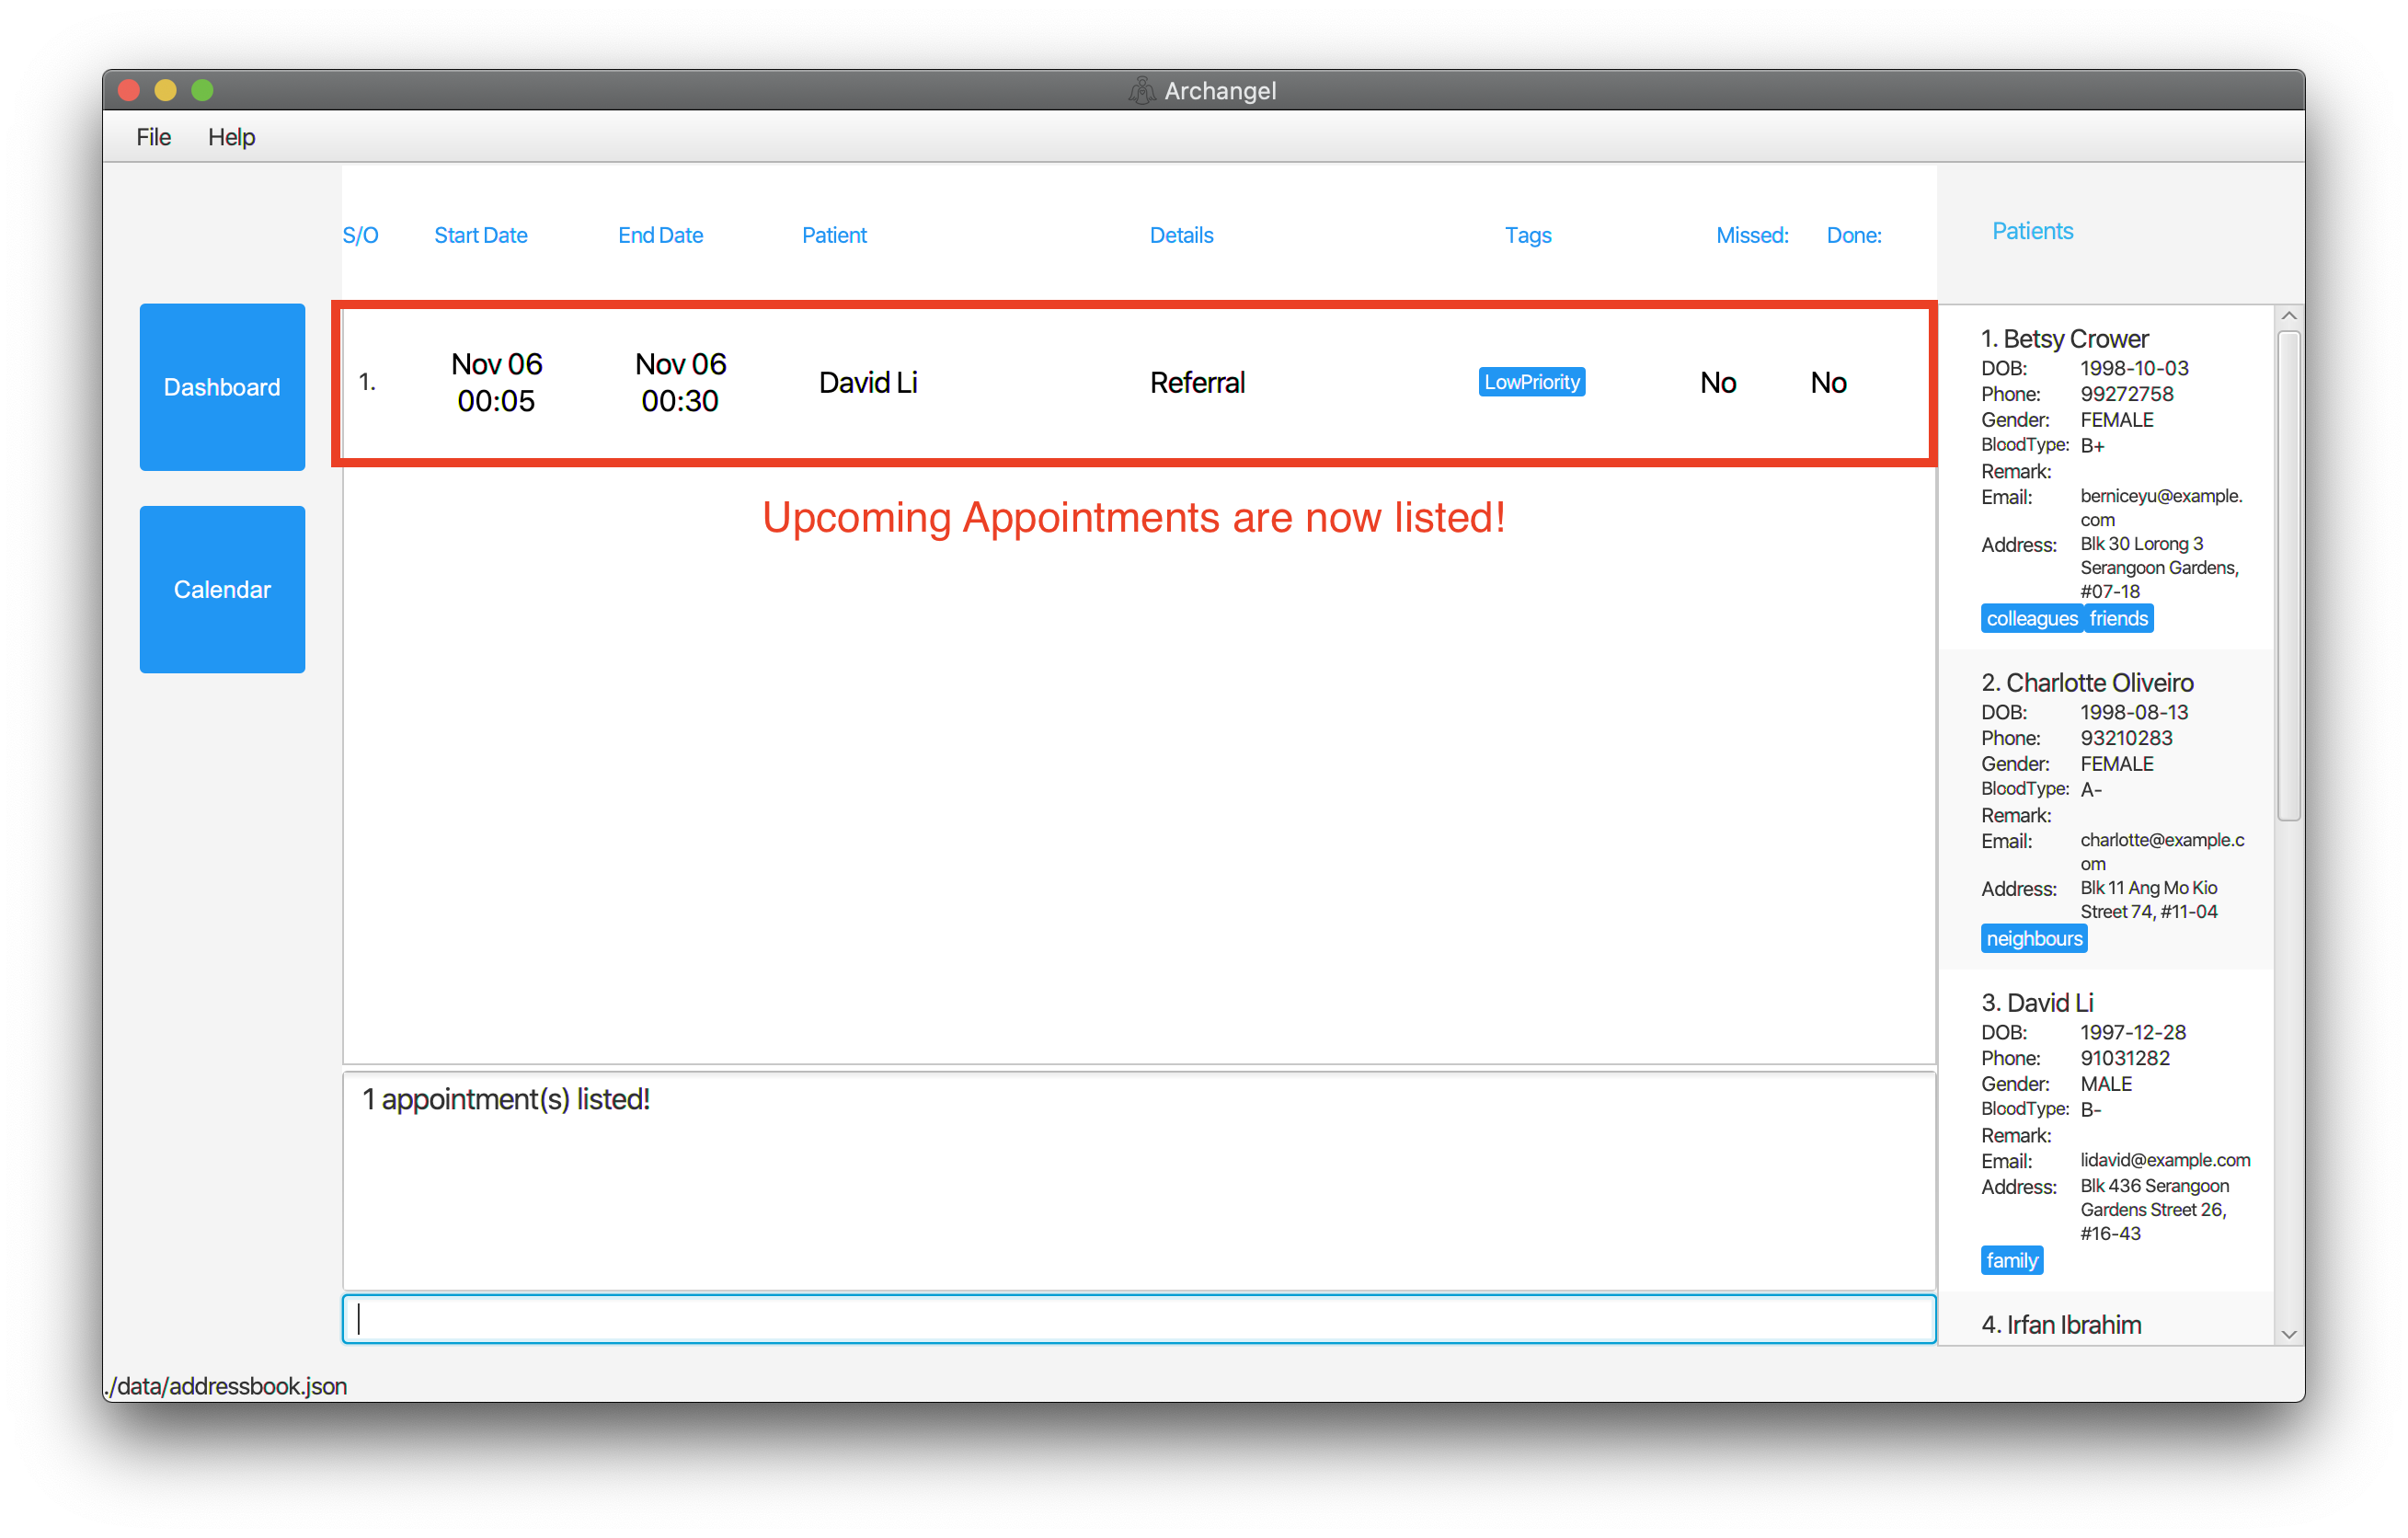 Archangel
File Help
S/O Start Date End Date Patient Details Tags Missed: Done:
1. Nov 06 00:05 Nov 06 00:30 David Li Referral LowPriority No No
Upcoming Appointments are now listed!
Dashboard
Calendar
1 appointment(s) listed!
Patients
1. Betsy Crower
DOB: 1998-10-03
Phone: 99272758
Gender: FEMALE
BloodType: B+
Remark:
Email: berniceyu@example.
com
Address: Blk 30 Lorong 3
Serangoon Gardens,
#07-18
colleagues friends
2. Charlotte Oliveiro
DOB: 1998-08-13
Phone: 93210283
Gender: FEMALE
BloodType: A-
Remark:
Email: charlotte@example.c
om
Address: Blk 11 Ang Mo Kio
Street 74, #11-04
neighbours
3. David Li
DOB: 1997-12-28
Phone: 91031282
Gender: MALE
BloodType: B-
Remark:
Email: lidavid@example.com
Address: Blk 436 Serangoon
Gardens Street 26,
#16-43
family
4. Irfan Ibrahim
./data/addressbook.json